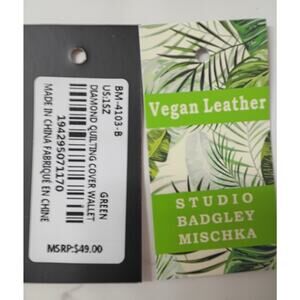 BM-4103-B GREEN
US:1SZ
DIAMOND QUILTING COVER WALLET
194295071170
MADE IN CHINA FABRIQUÉ EN CHINE
MSRP:$49.00
Vegan Leather
STUDIO
BADGLEY
MISCHKA